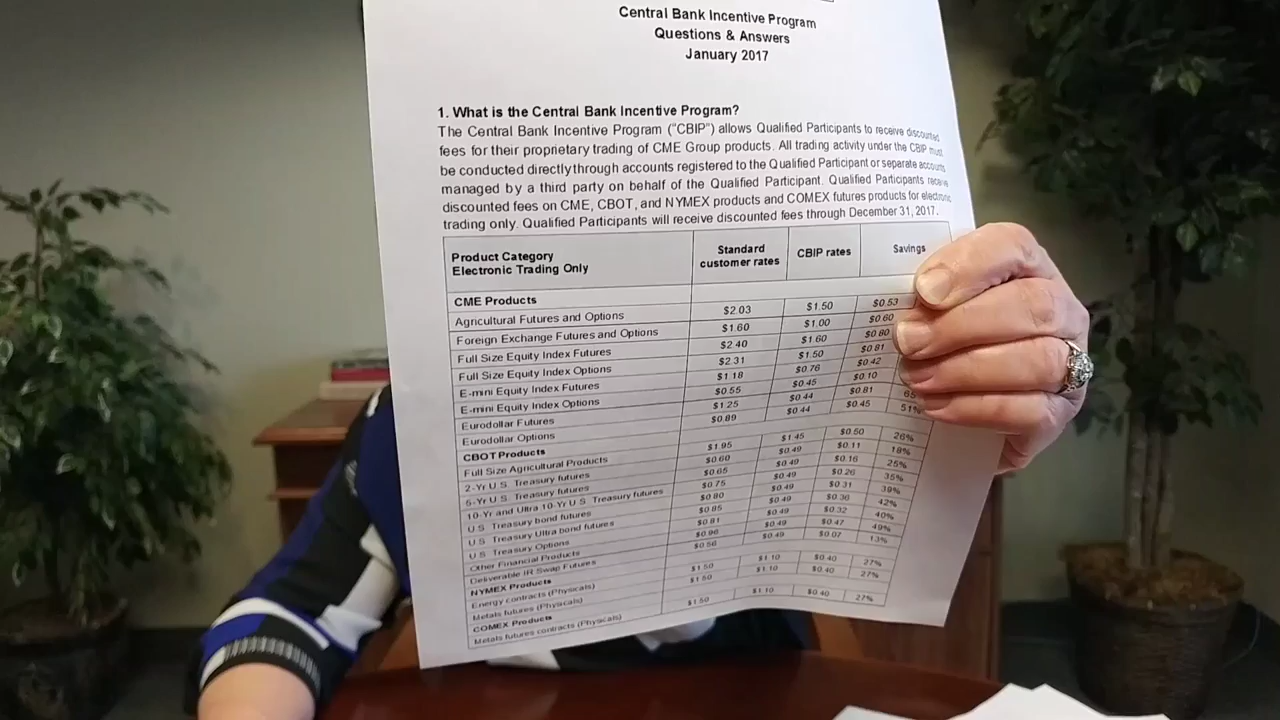 Central Bank Incentive Program
Questions & Answers
January 2017
1. What is the Central Bank Incentive Program?
The Central Bank Incentive Program ("CBIP") allows Qualified Participants to receive discounted
fees for their proprietary trading of CME Group products. All trading activity under the CBIP must
be conducted directly through accounts registered to the Qualified Participant or separate accounts
managed by a third party on behalf of the Qualified Participant. Qualified Participants receive
discounted fees on CME, CBOT, and NYMEX products and COMEX futures products for electronic
trading only. Qualified Participants will receive discounted fees through December 31, 2017.
Product Category Electronic Trading Only Standard customer rates CBIP rates Savings
CME Products
Agricultural Futures and Options $2.03 $1.50 $0.53
Foreign Exchange Futures and Options $1.60 $1.00 $0.60
Full Size Equity Index Futures $2.40 $1.60 $0.80
Full Size Equity Index Options $2.31 $1.50 $0.81
E-mini Equity Index Futures $1.18 $0.76 $0.42
E-mini Equity Index Options $0.55 $0.45 $0.10
Eurodollar Futures $1.25 $0.44 $0.81
Eurodollar Options $0.89 $0.44 $0.45 51%
CBOT Products
Full Size Agricultural Products $1.95 $1.45 $0.50 26%
2-Yr U.S. Treasury futures $0.60 $0.49 $0.11 18%
5-Yr U.S. Treasury futures $0.65 $0.49 $0.16 25%
10-Yr and Ultra 10-Yr U.S. Treasury futures $0.75 $0.49 $0.26 35%
U.S. Treasury bond futures $0.80 $0.49 $0.31 39%
U.S. Treasury Ultra bond futures $0.85 $0.49 $0.36 42%
U.S. Treasury Options $0.81 $0.49 $0.32 40%
Other Financial Products $0.96 $0.49 $0.47 49%
Deliverable IR Swap Futures $0.56 $0.49 $0.07 13%
NYMEX Products
Energy contracts (Physicals) $1.50 $1.10 $0.40 27%
Metals futures (Physicals) $1.50 $1.10 $0.40 27%
COMEX Products
Metals futures contracts (Physicals) $1.50 $1.10 $0.40 27%